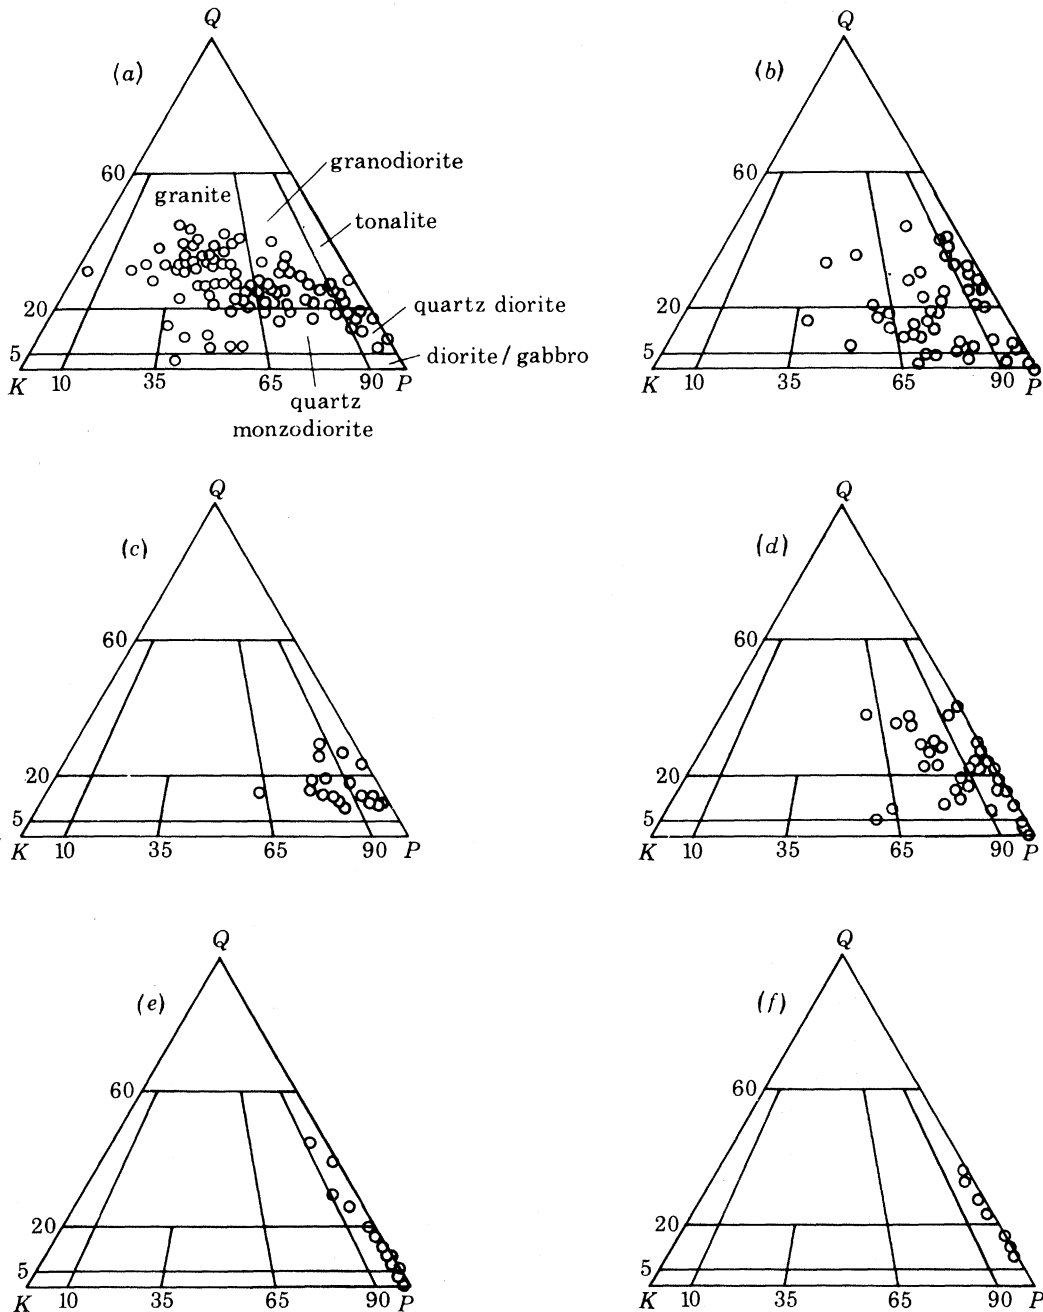 Q
Q
(a)
(b)
60
granodiorite
60
granite
tonalite
20
quartz diorite
20
5
diorite/gabbro
5
K 10 35 65 90 P
K 10 35 65 90 P
quartz
monzodiorite
Q
Q
(c)
(d)
60
60
20
20
5
5
K 10 35 65 90 P
K 10 35 65 90 P
Q
Q
(e)
(f)
60
60
20
20
5
5
K 10 35 65 90 P
K 10 35 65 90 P